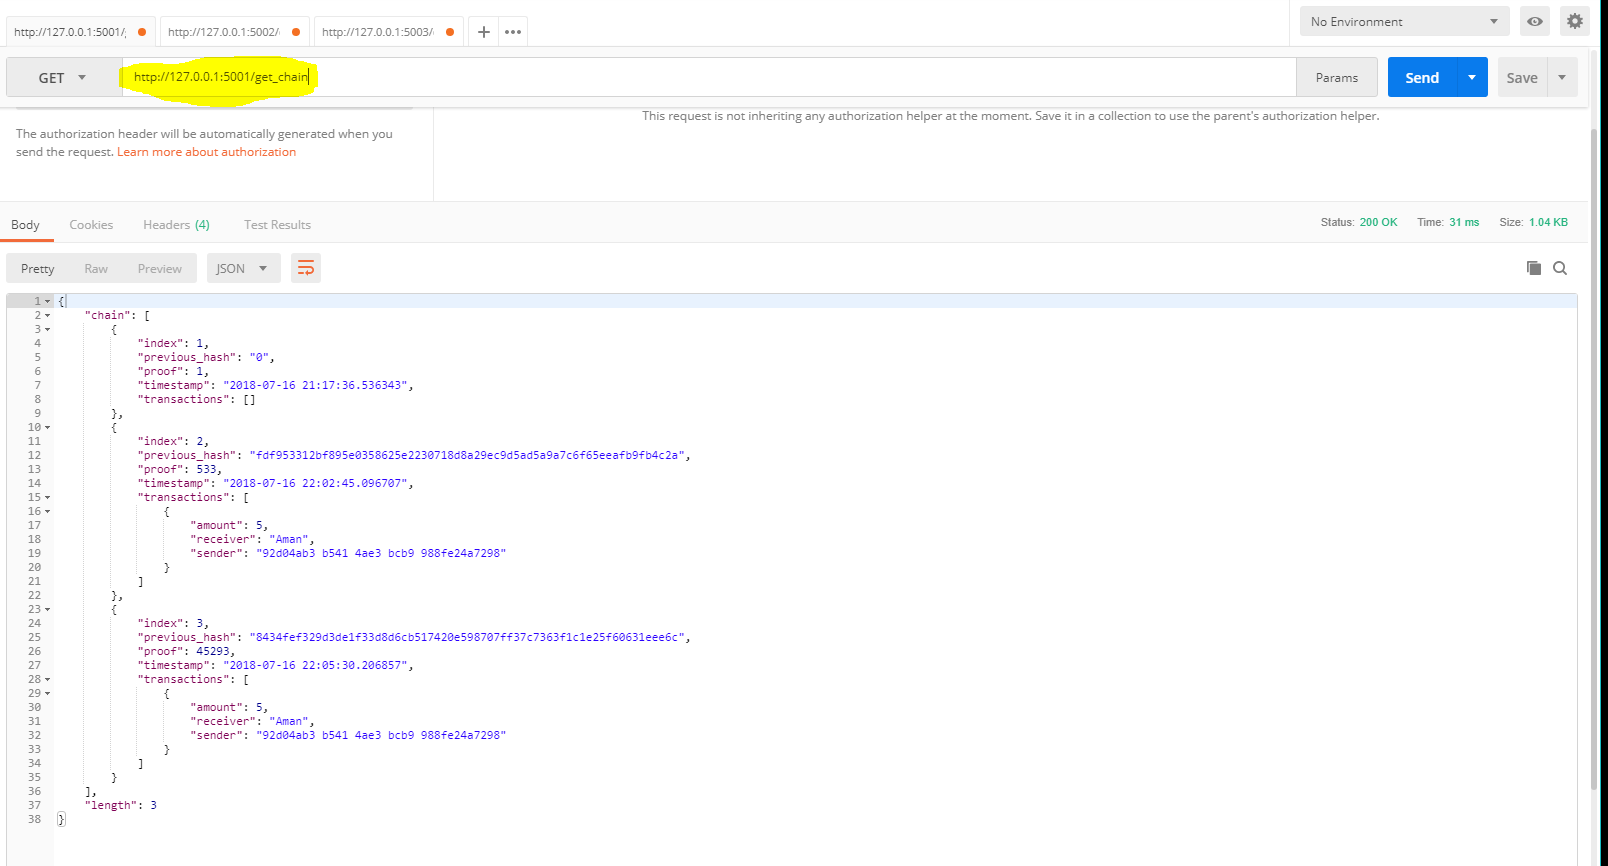 http://127.0.0.1:5001/ http://127.0.0.1:5002/ http://127.0.0.1:5003/ No Environment
GET http://127.0.0.1:5001/get_chain Params Send Save
This request is not inheriting any authorization helper at the moment. Save it in a collection to use the parent's authorization helper.
The authorization header will be automatically generated when you
send the request. Learn more about authorization
Body Cookies Headers (4) Test Results Status: 200 OK Time: 31 ms Size: 1.04 KB
Pretty Raw Preview JSON
1 {
2 "chain": [
3 {
4 "index": 1,
5 "previous_hash": "0",
6 "proof": 1,
7 "timestamp": "2018-07-16 21:17:36.536343",
8 "transactions": []
9 },
10 {
11 "index": 2,
12 "previous_hash": "fdf953312bf895e0358625e2230718d8a29ec9d5ad5a9a7c6f65eeafb9fb4c2a",
13 "proof": 533,
14 "timestamp": "2018-07-16 22:02:45.096707",
15 "transactions": [
16 {
17 "amount": 5,
18 "receiver": "Aman",
19 "sender": "92d04ab3 b541 4ae3 bcb9 988fe24a7298"
20 }
21 ]
22 },
23 {
24 "index": 3,
25 "previous_hash": "8434fef329d3de1f33d8d6cb517420e598707ff37c7363f1c1e25f60631eee6c",
26 "proof": 45293,
27 "timestamp": "2018-07-16 22:05:30.206857",
28 "transactions": [
29 {
30 "amount": 5,
31 "receiver": "Aman",
32 "sender": "92d04ab3 b541 4ae3 bcb9 988fe24a7298"
33 }
34 ]
35 }
36 ],
37 "length": 3
38 }